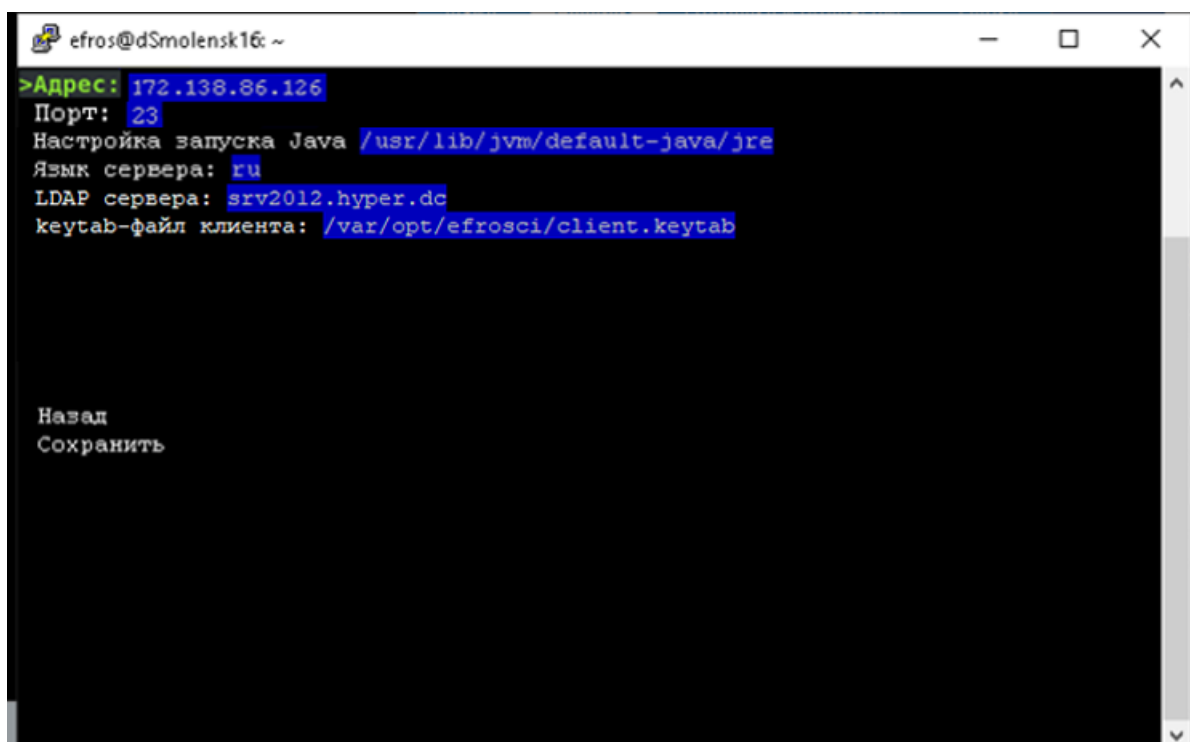 efros@dSmolensk16: ~
>Адрес: 172.138.86.126
Порт: 23
Настройка запуска Java /usr/lib/jvm/default-java/jre
Язык сервера: ru
LDAP сервера: srv2012.hyper.dc
keytab-файл клиента: /var/opt/efrosci/client.keytab
Назад
Сохранить